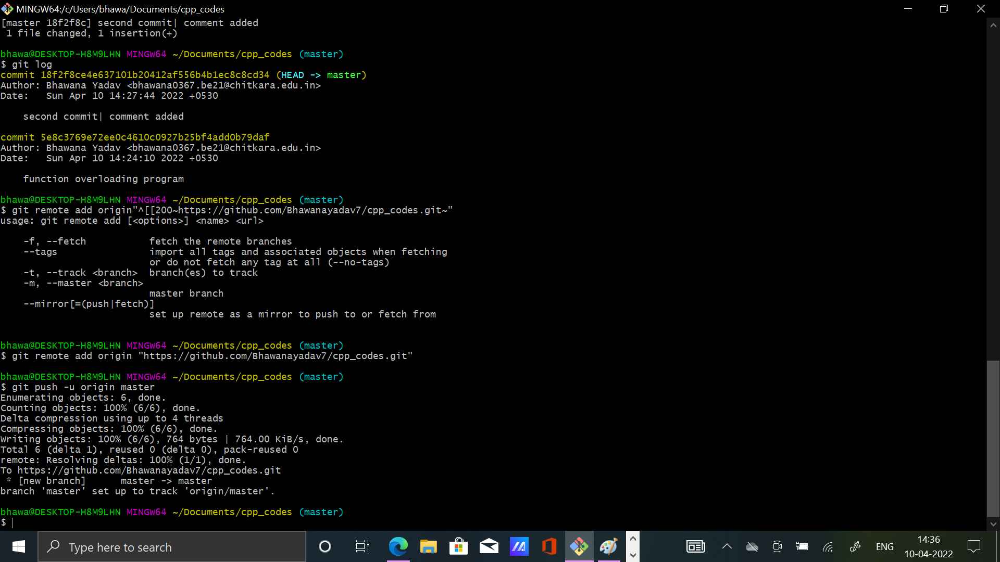 MINGW64:/c/Users/bhawa/Documents/cpp_codes
[master 18f2f8c] second commit| comment added
 1 file changed, 1 insertion(+)
bhawa@DESKTOP-H8M9LHN MINGW64 ~/Documents/cpp_codes (master)
$ git log
commit 18f2f8ce4e637101b20412af556b4b1ec8c8cd34 (HEAD -> master)
Author: Bhawana Yadav <bhawana0367.be21@chitkara.edu.in>
Date:   Sun Apr 10 14:27:44 2022 +0530
    second commit| comment added
commit 5e8c3769e72ee0c4610c0927b25bf4add0b79daf
Author: Bhawana Yadav <bhawana0367.be21@chitkara.edu.in>
Date:   Sun Apr 10 14:24:10 2022 +0530
    function overloading program
bhawa@DESKTOP-H8M9LHN MINGW64 ~/Documents/cpp_codes (master)
$ git remote add origin"^[[200~https://github.com/Bhawanayadav7/cpp_codes.git~"
usage: git remote add [<options>] <name> <url>
    -f, --fetch           fetch the remote branches
    --tags                import all tags and associated objects when fetching
                          or do not fetch any tag at all (--no-tags)
    -t, --track <branch>  branch(es) to track
    -m, --master <branch>
                          master branch
    --mirror[=(push|fetch)]
                          set up remote as a mirror to push to or fetch from
bhawa@DESKTOP-H8M9LHN MINGW64 ~/Documents/cpp_codes (master)
$ git remote add origin "https://github.com/Bhawanayadav7/cpp_codes.git"
bhawa@DESKTOP-H8M9LHN MINGW64 ~/Documents/cpp_codes (master)
$ git push -u origin master
Enumerating objects: 6, done.
Counting objects: 100% (6/6), done.
Delta compression using up to 4 threads
Compressing objects: 100% (6/6), done.
Writing objects: 100% (6/6), 764 bytes | 764.00 KiB/s, done.
Total 6 (delta 1), reused 0 (delta 0), pack-reused 0
remote: Resolving deltas: 100% (1/1), done.
To https://github.com/Bhawanayadav7/cpp_codes.git
 * [new branch]      master -> master
branch 'master' set up to track 'origin/master'.
bhawa@DESKTOP-H8M9LHN MINGW64 ~/Documents/cpp_codes (master)
$
Type here to search
ENG
14:36
10-04-2022